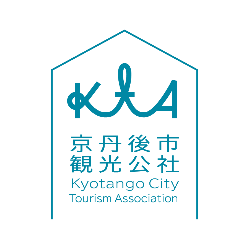 KtA
京丹後市
観光公社
Kyotango City
Tourism Association